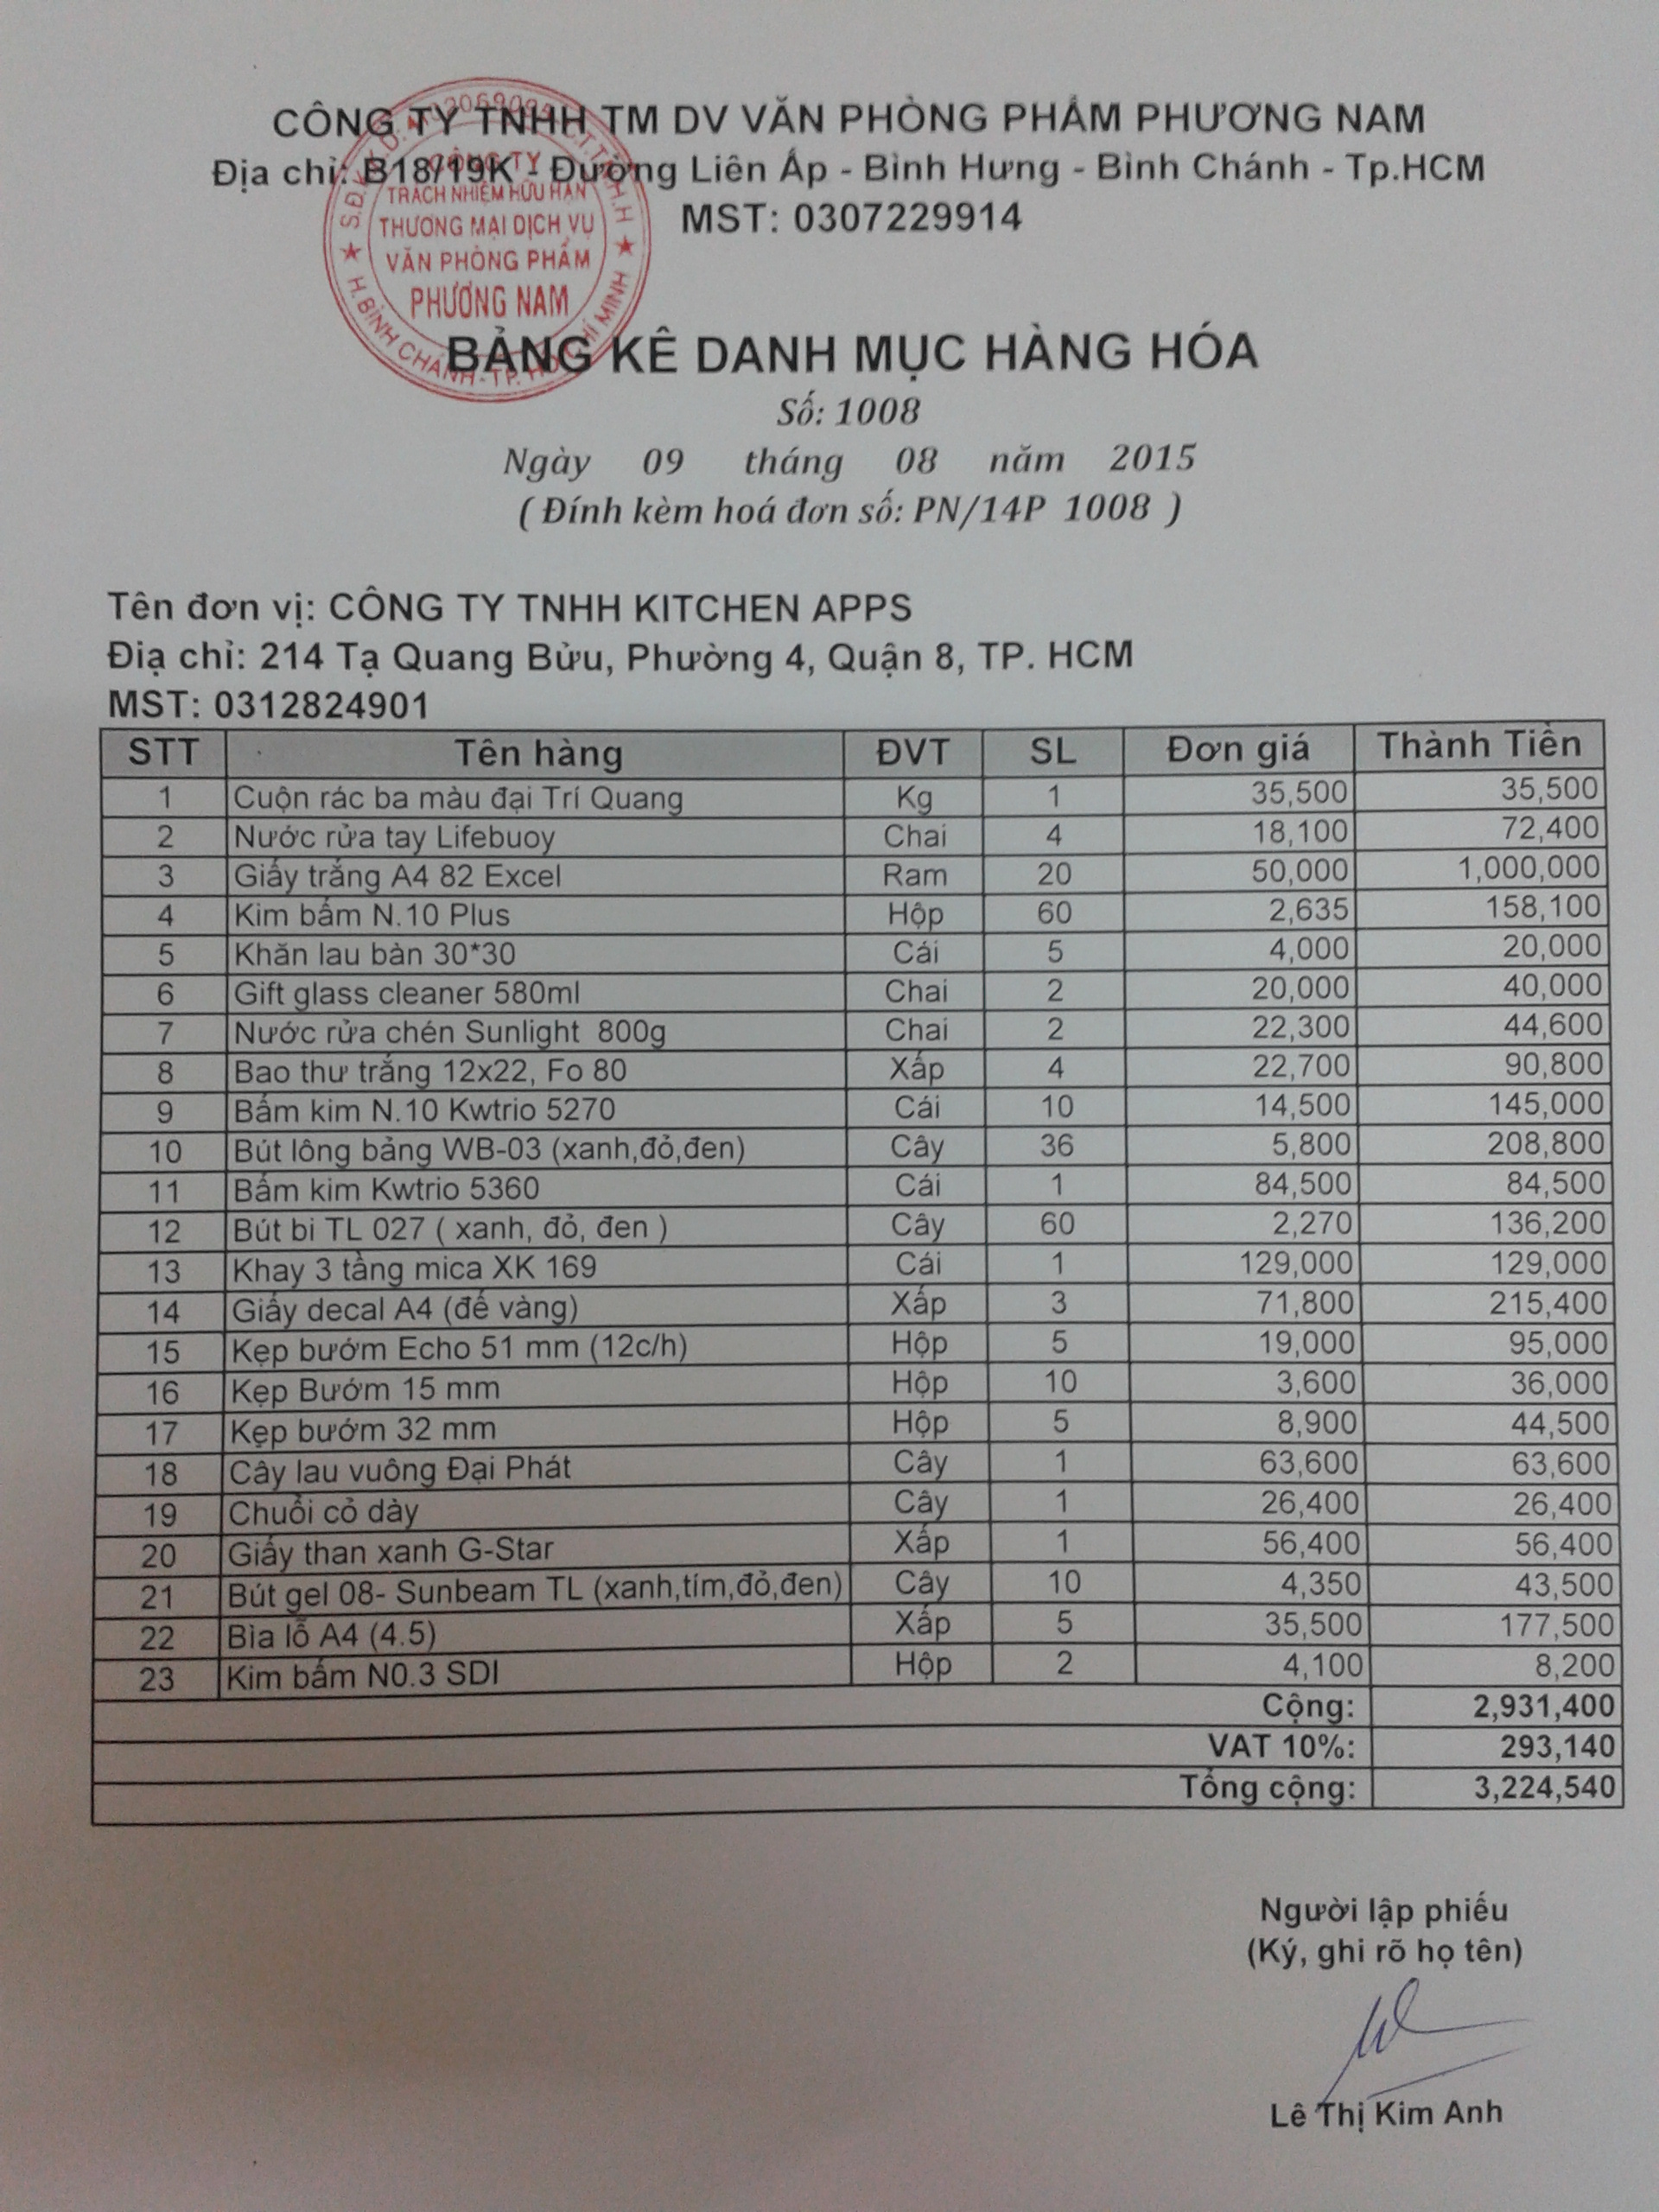 CÔNG TY TNHH TM DV VĂN PHÒNG PHẨM PHƯƠNG NAM
Địa chỉ: B18/19K - Đường Liên Ấp - Bình Hưng - Bình Chánh - Tp.HCM
MST: 0307229914
CÔNG TY
TRÁCH NHIỆM HỮU HẠN
THƯƠNG MẠI DỊCH VỤ
VĂN PHÒNG PHẨM
PHƯƠNG NAM
H. BÌNH CHÁNH - TP. HỒ CHÍ MINH
BẢNG KÊ DANH MỤC HÀNG HÓA
Số: 1008
Ngày 09 tháng 08 năm 2015
( Đính kèm hoá đơn số: PN/14P 1008 )
Tên đơn vị: CÔNG TY TNHH KITCHEN APPS
Địa chỉ: 214 Tạ Quang Bửu, Phường 4, Quận 8, TP. HCM
MST: 0312824901
STT Tên hàng ĐVT SL Đơn giá Thành Tiền
1 Cuộn rác ba màu đại Trí Quang Kg 1 35,500 35,500
2 Nước rửa tay Lifebuoy Chai 4 18,100 72,400
3 Giấy trắng A4 82 Excel Ram 20 50,000 1,000,000
4 Kim bấm N.10 Plus Hộp 60 2,635 158,100
5 Khăn lau bàn 30*30 Cái 5 4,000 20,000
6 Gift glass cleaner 580ml Chai 2 20,000 40,000
7 Nước rửa chén Sunlight 800g Chai 2 22,300 44,600
8 Bao thư trắng 12x22, Fo 80 Xấp 4 22,700 90,800
9 Bấm kim N.10 Kwtrio 5270 Cái 10 14,500 145,000
10 Bút lông bảng WB-03 (xanh,đỏ,đen) Cây 36 5,800 208,800
11 Bấm kim Kwtrio 5360 Cái 1 84,500 84,500
12 Bút bi TL 027 ( xanh, đỏ, đen ) Cây 60 2,270 136,200
13 Khay 3 tầng mica XK 169 Cái 1 129,000 129,000
14 Giấy decal A4 (đế vàng) Xấp 3 71,800 215,400
15 Kẹp bướm Echo 51 mm (12c/h) Hộp 5 19,000 95,000
16 Kẹp Bướm 15 mm Hộp 10 3,600 36,000
17 Kẹp bướm 32 mm Hộp 5 8,900 44,500
18 Cây lau vuông Đại Phát Cây 1 63,600 63,600
19 Chuổi cỏ dày Cây 1 26,400 26,400
20 Giấy than xanh G-Star Xấp 1 56,400 56,400
21 Bút gel 08- Sunbeam TL (xanh,tím,đỏ,đen) Cây 10 4,350 43,500
22 Bìa lỗ A4 (4.5) Xấp 5 35,500 177,500
23 Kim bấm N0.3 SDI Hộp 2 4,100 8,200
Cộng: 2,931,400
VAT 10%: 293,140
Tổng cộng: 3,224,540
Người lập phiếu
(Ký, ghi rõ họ tên)
Lê Thị Kim Anh